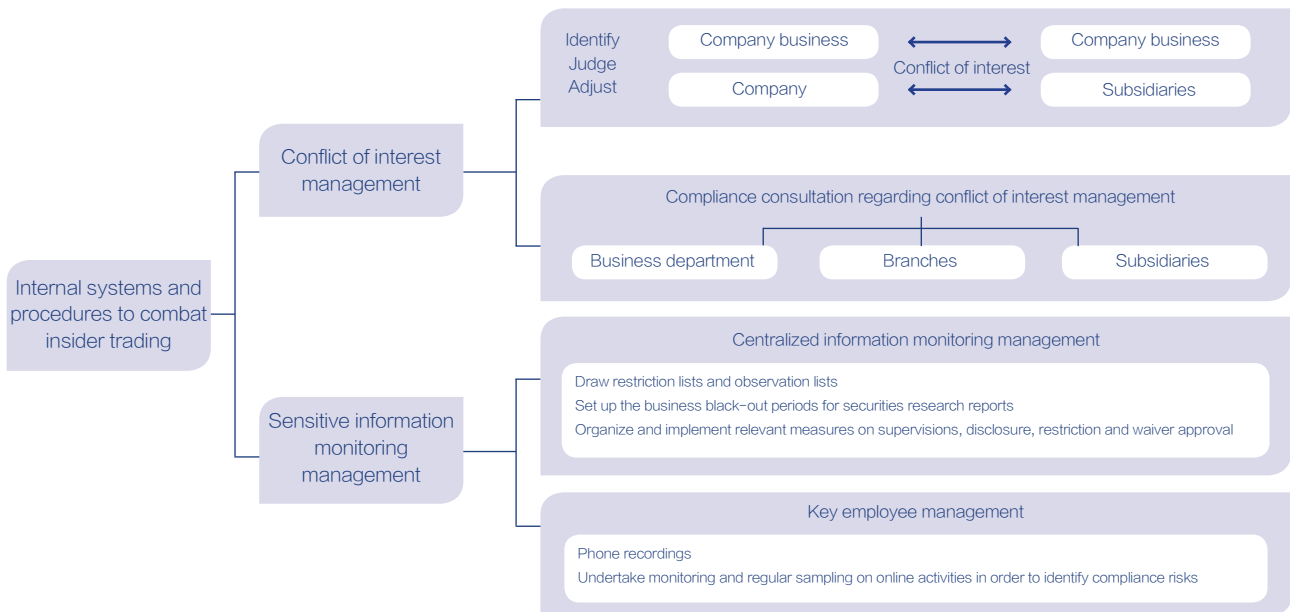 Internal systems and
procedures to combat
insider trading
Conflict of interest
management
Identify
Judge
Adjust
Company business
Company business
Conflict of interest
Company
Subsidiaries
Compliance consultation regarding conflict of interest management
Business department
Branches
Subsidiaries
Sensitive information
monitoring
management
Centralized information monitoring management
Draw restriction lists and observation lists
Set up the business black-out periods for securities research reports
Organize and implement relevant measures on supervisions, disclosure, restriction and waiver approval
Key employee management
Phone recordings
Undertake monitoring and regular sampling on online activities in order to identify compliance risks